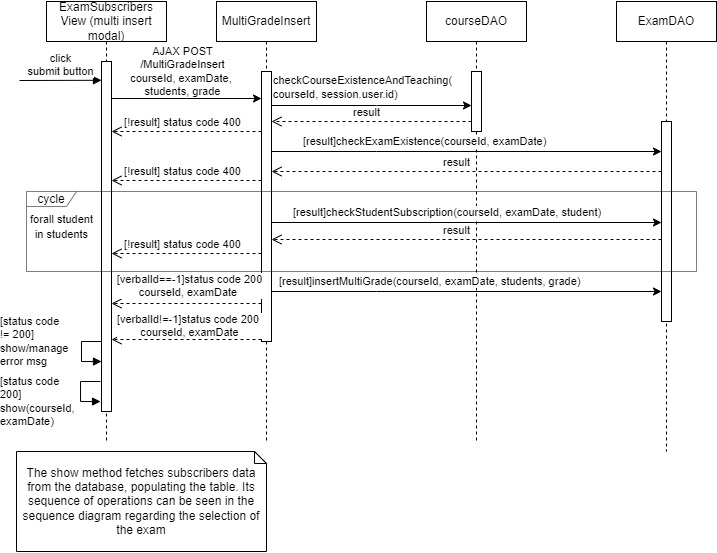 ExamSubscribers
View (multi insert
modal)
MultiGradeInsert
courseDAO
ExamDAO
click
submit button
AJAX POST
/MultiGradeInsert
courseId, examDate,
students, grade
checkCourseExistenceAndTeaching(
courseId, session.user.id)
result
[!result] status code 400
[result]checkExamExistence(courseId, examDate)
result
[!result] status code 400
cycle
forall student
in students
[result]checkStudentSubscription(courseId, examDate, student)
result
[!result] status code 400
[verbalId==-1]status code 200
courseId, examDate
[result]insertMultiGrade(courseId, examDate, students, grade)
[verbalId!=-1]status code 200
courseId, examDate
[status code
!= 200]
show/manage
error msg
[status code
200]
show(courseId,
examDate)
The show method fetches subscribers data
from the database, populating the table. Its
sequence of operations can be seen in the
sequence diagram regarding the selection of
the exam